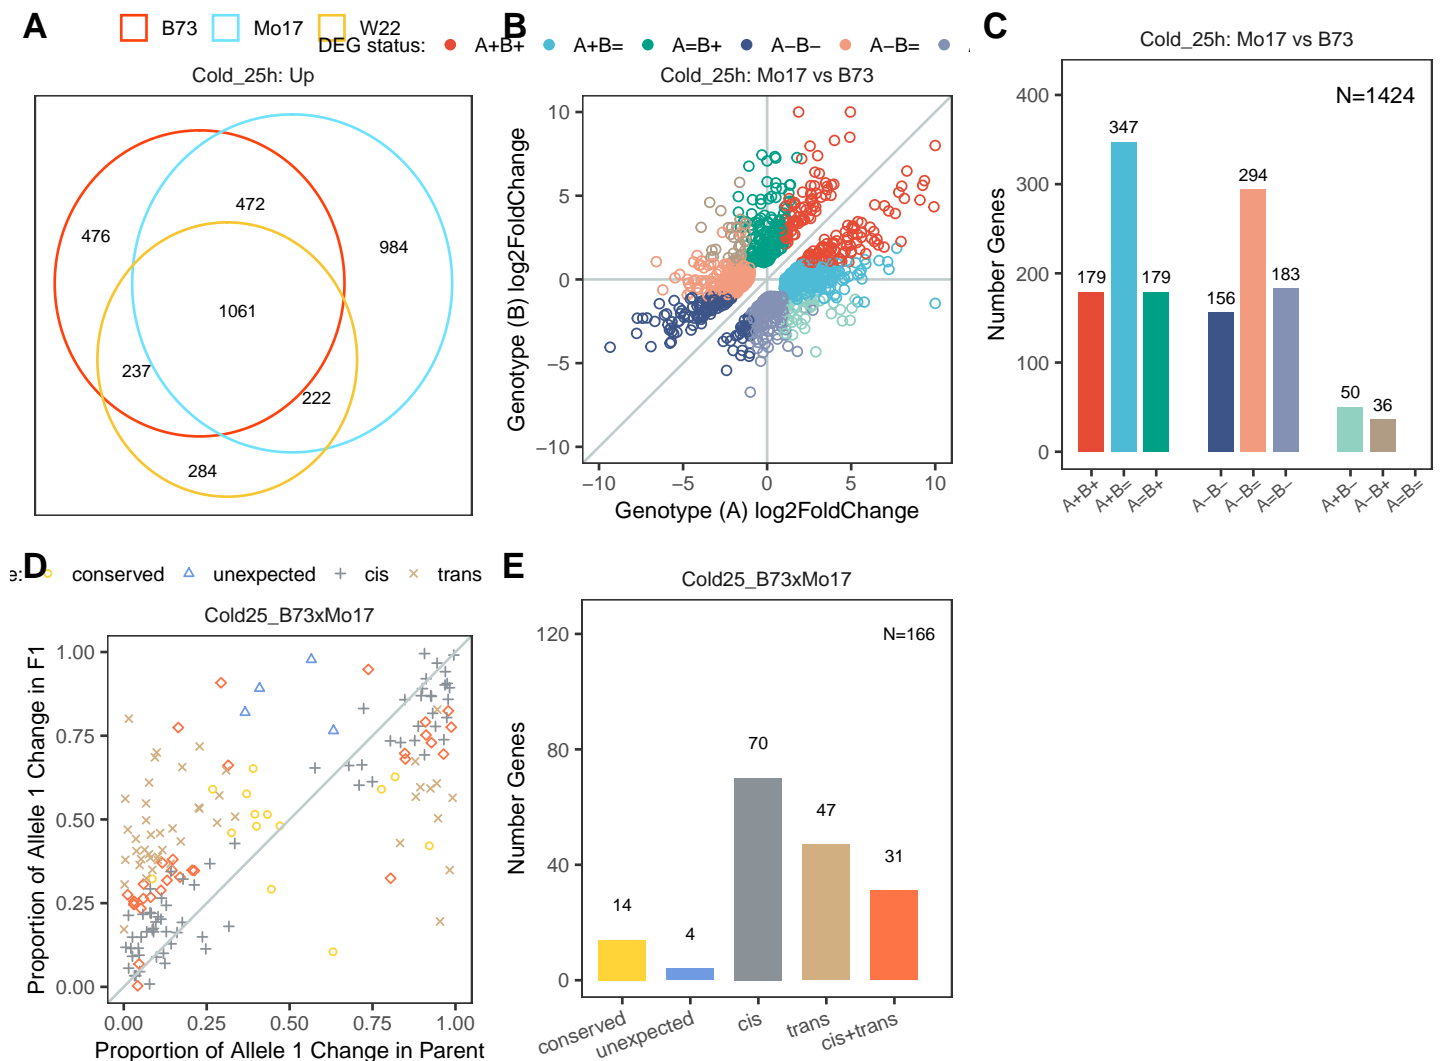 A
B73
Mo17
W22
Cold_25h: Up
476
472
984
1061
237
222
284
B
DEG status:
A+B+
A+B=
A=B+
A−B−
A−B=
Cold_25h: Mo17 vs B73
Genotype (B) log2FoldChange
10
5
0
−5
−10
−10
−5
0
5
10
Genotype (A) log2FoldChange
C
Cold_25h: Mo17 vs B73
N=1424
Number Genes
400
300
200
100
0
179
347
179
156
294
183
50
36
A+B+
A+B=
A=B+
A−B−
A−B=
A=B−
A+B−
A−B+
A=B=
D
e:
conserved
unexpected
cis
trans
Cold25_B73xMo17
Proportion of Allele 1 Change in F1
1.00
0.75
0.50
0.25
0.00
0.00
0.25
0.50
0.75
1.00
Proportion of Allele 1 Change in Parent
E
Cold25_B73xMo17
N=166
Number Genes
120
80
40
0
14
4
70
47
31
conserved
unexpected
cis
trans
cis+trans